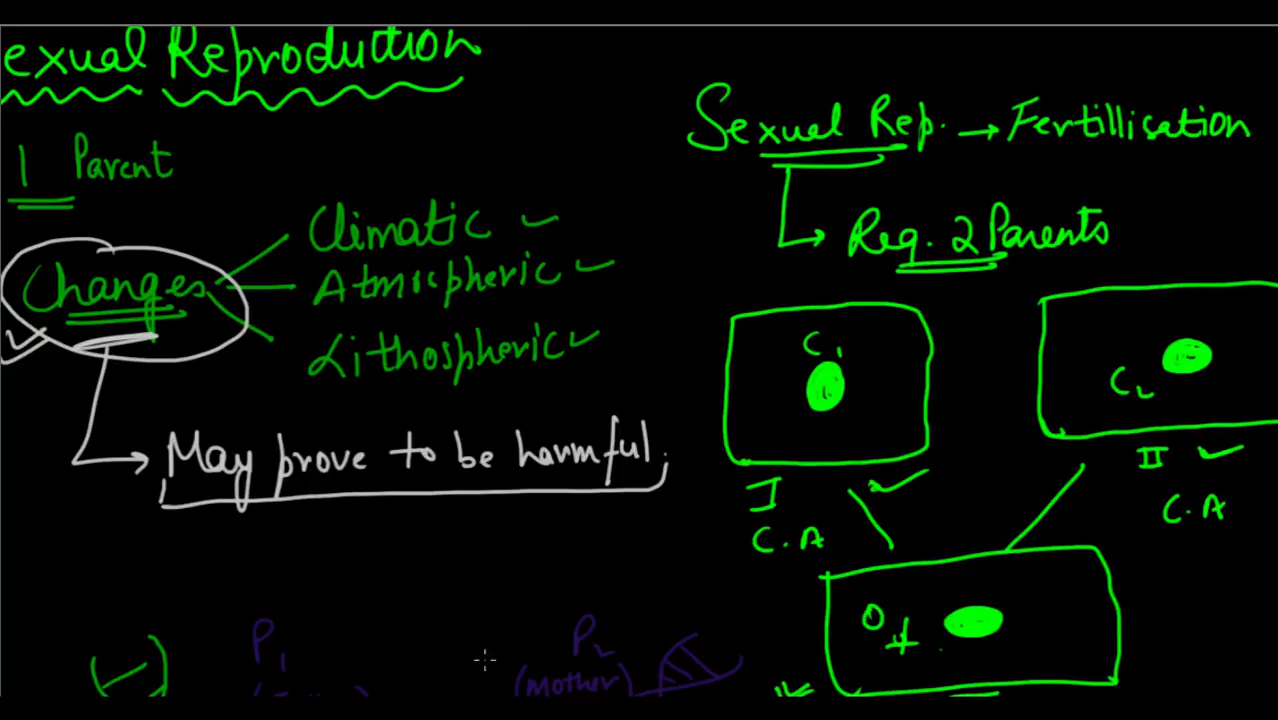 exual Reproduction
1 Parent
Changes
Climatic
Atmospheric
Lithospheric
May prove to be harmful.
Sexual Rep. → Fertillisation
Req. 2 Parents
C1
C2
I
II
C.A
C.A
P1
P2
(mother)